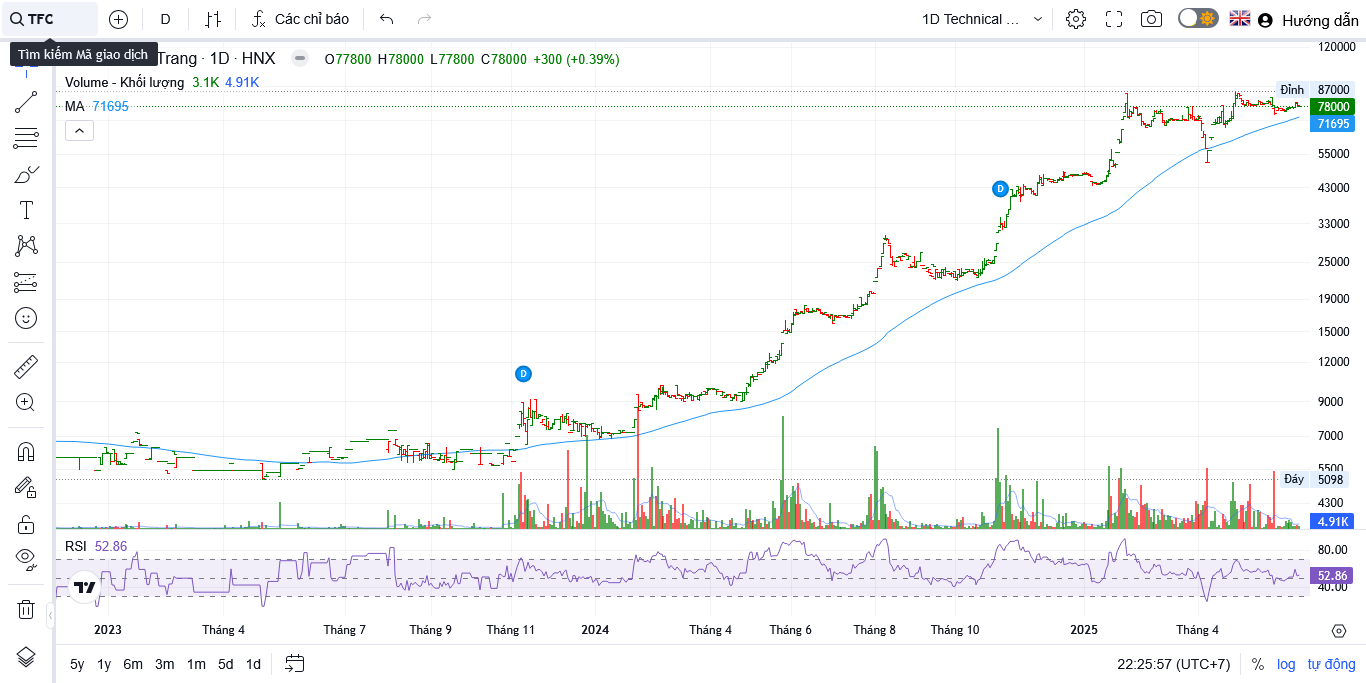 TFC D Các chỉ báo 1D Technical ... Hướng dẫn
Tìm kiếm Mã giao dịch
Trang · 1D · HNX O77800 H78000 L77800 C78000 +300 (+0.39%)
Volume - Khối lượng 3.1K 4.91K
MA 71695
120000
Đỉnh 87000
78000
71695
55000
43000
33000
25000
19000
15000
12000
9000
7000
5500
Đáy 5098
4300
4.91K
D
D
RSI 52.86
80.00
52.86
40.00
2023 Tháng 4 Tháng 7 Tháng 9 Tháng 11 2024 Tháng 4 Tháng 6 Tháng 8 Tháng 10 2025 Tháng 4
5y 1y 6m 3m 1m 5d 1d 22:25:57 (UTC+7) % log tự động